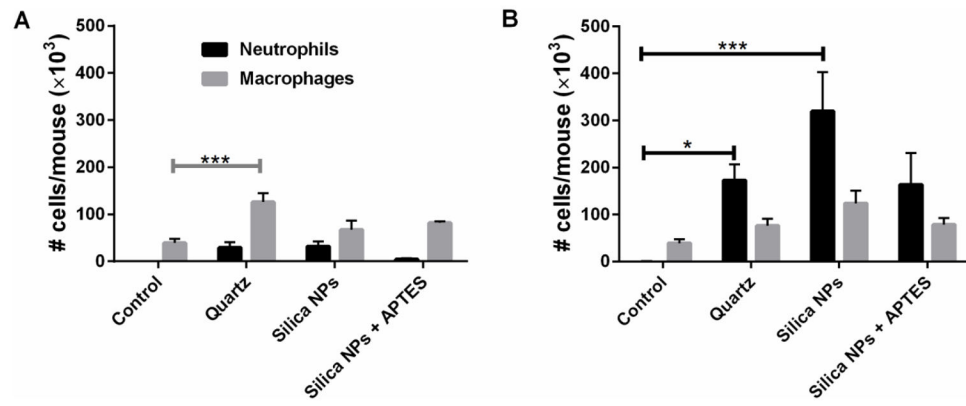 A
# cells/mouse (×10³)
500
400
300
200
100
0
Neutrophils
Macrophages
***
Control
Quartz
Silica NPs
Silica NPs + APTES
B
# cells/mouse (×10³)
500
400
300
200
100
0
***
*
Control
Quartz
Silica NPs
Silica NPs + APTES